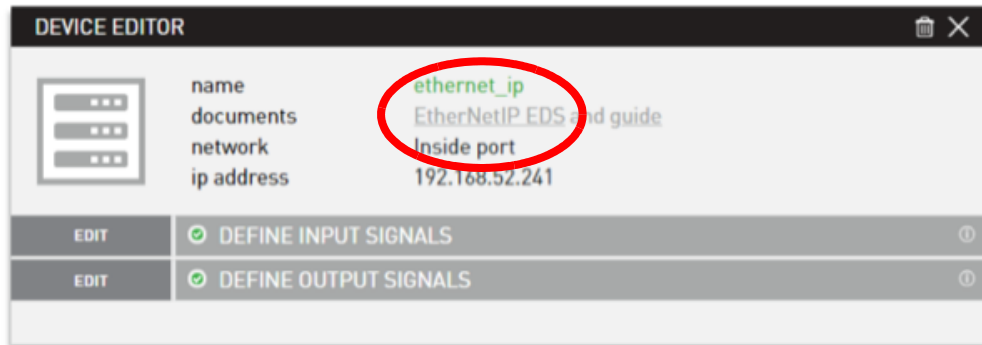 DEVICE EDITOR
name ethernet_ip
documents EtherNetIP EDS and guide
network Inside port
ip address 192.168.52.241
EDIT DEFINE INPUT SIGNALS
EDIT DEFINE OUTPUT SIGNALS